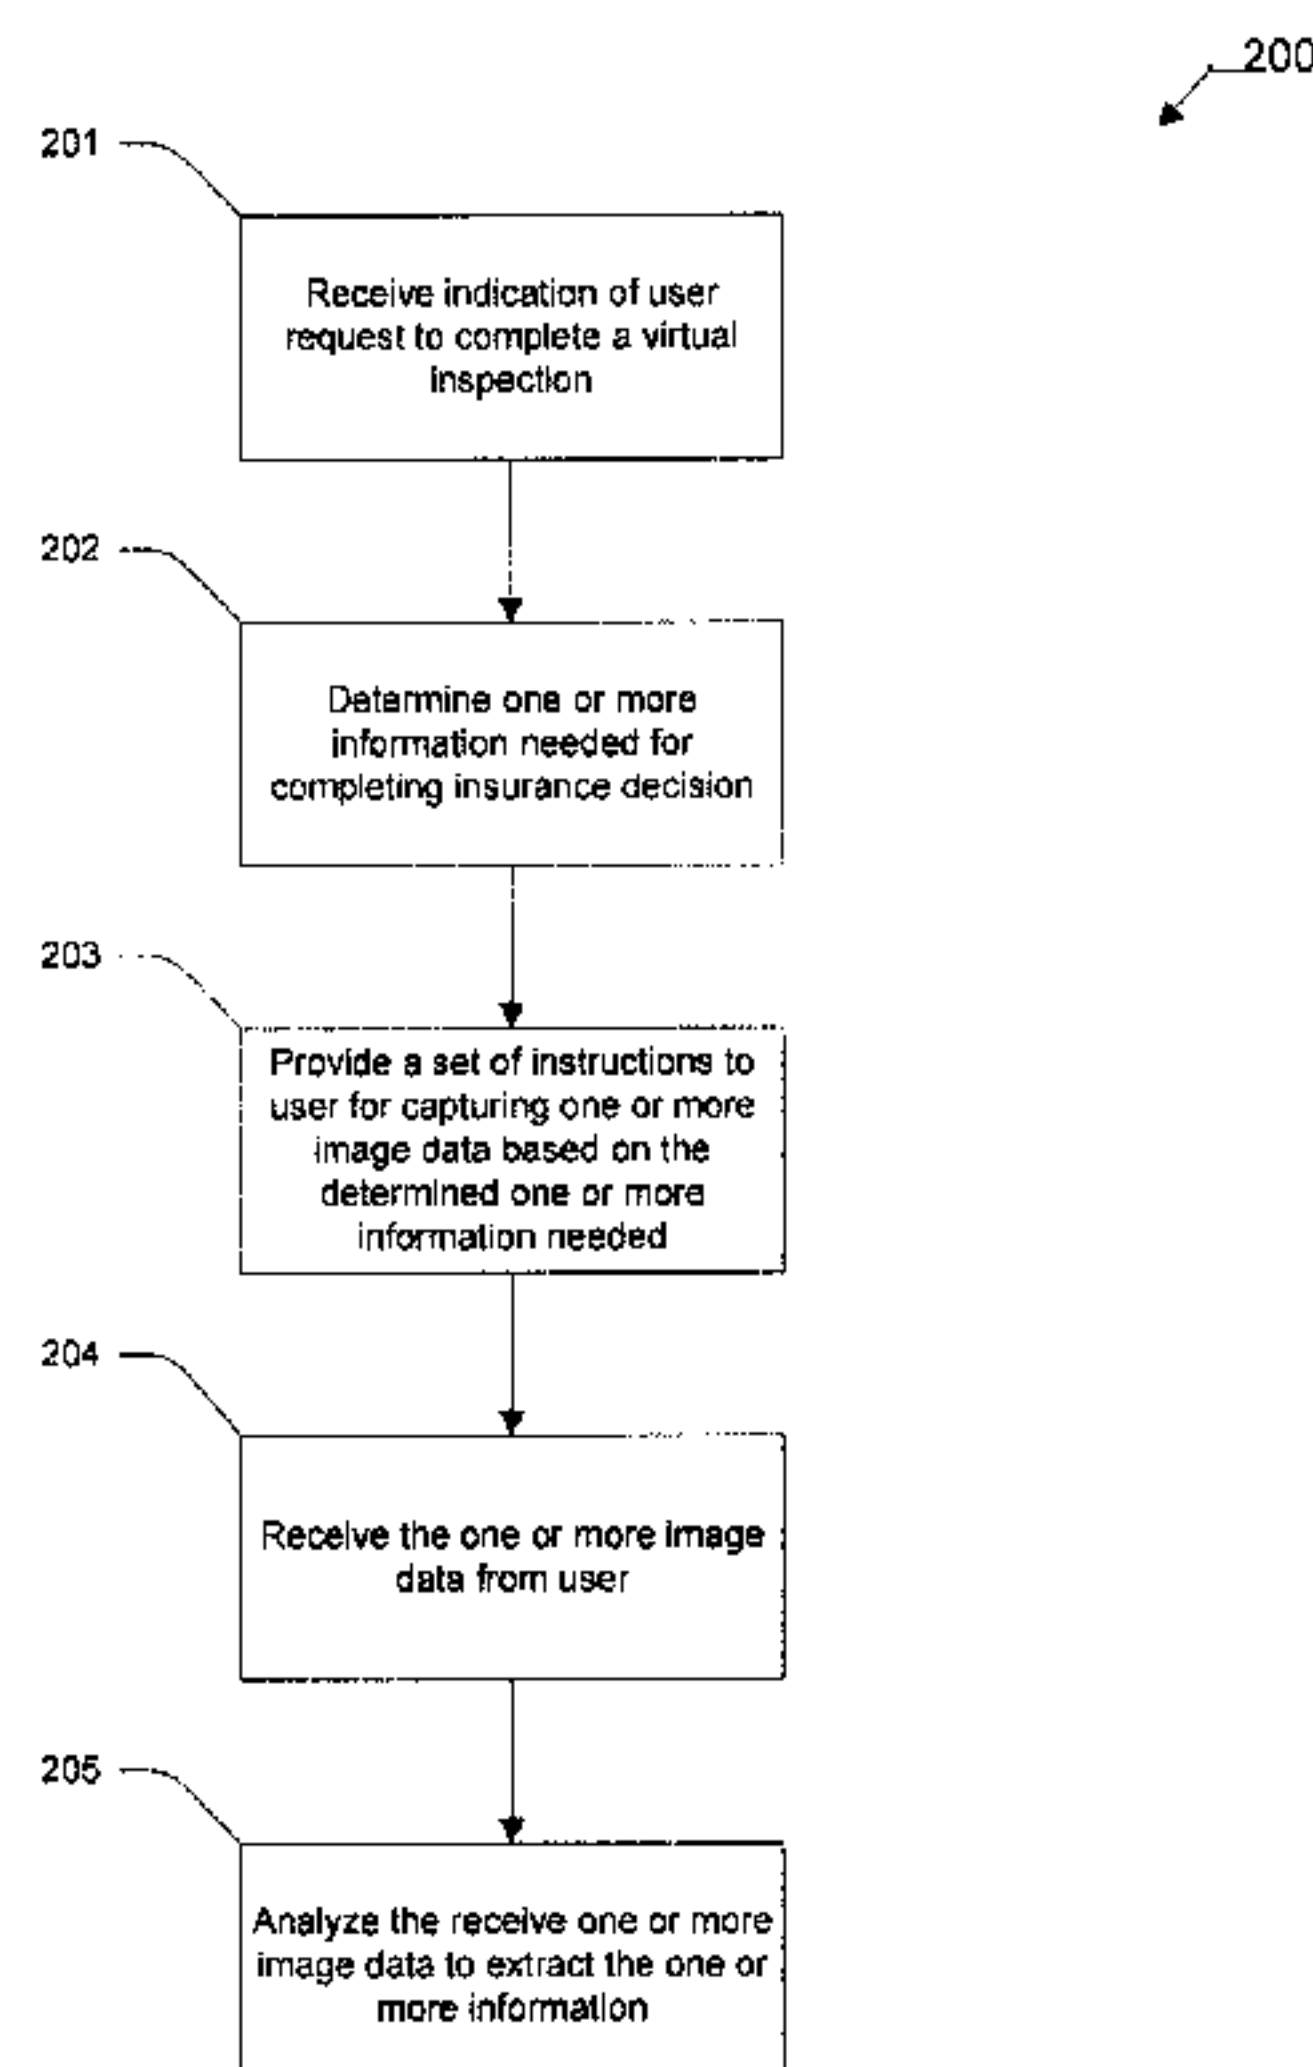 200
201
Receive indication of user
request to complete a virtual
inspection
202
Determine one or more
information needed for
completing insurance decision
203
Provide a set of instructions to
user for capturing one or more
image data based on the
determined one or more
information needed
204
Receive the one or more image
data from user
205
Analyze the receive one or more
image data to extract the one or
more information